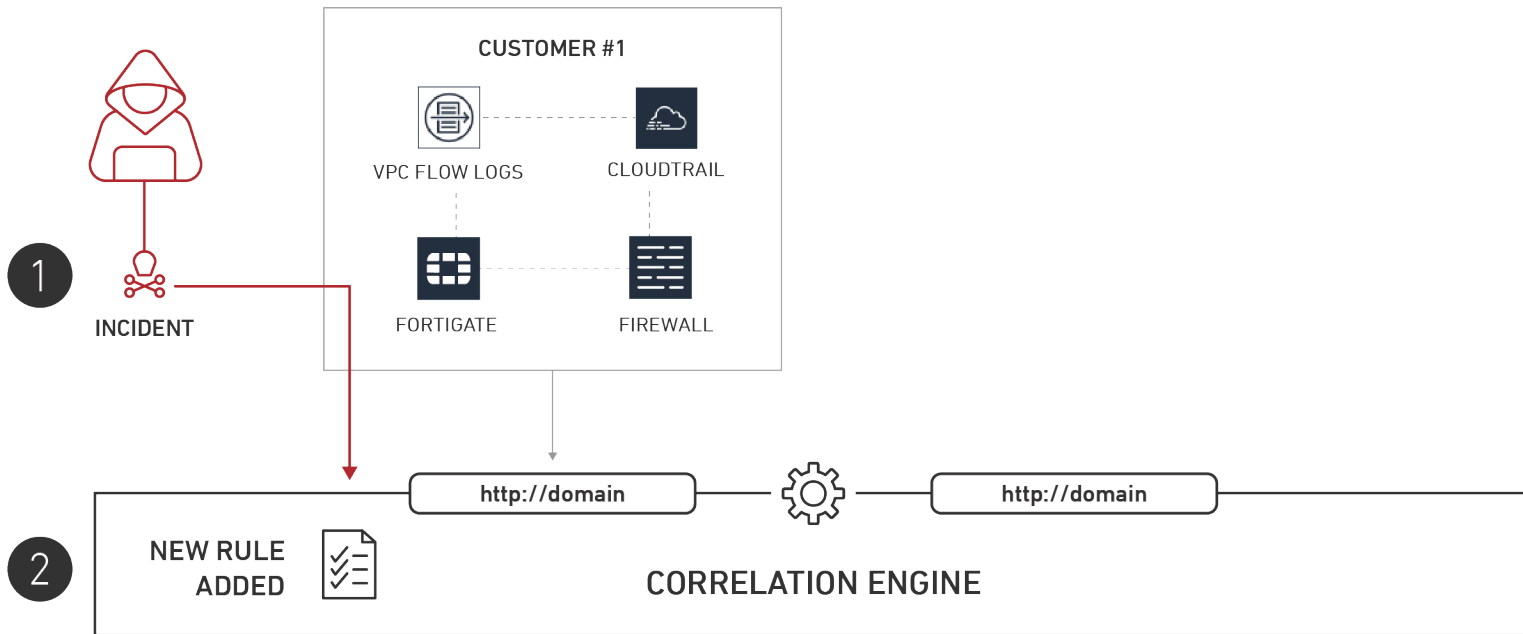 CUSTOMER #1
VPC FLOW LOGS
CLOUDTRAIL
1
INCIDENT
FORTIGATE
FIREWALL
http://domain
http://domain
2
NEW RULE
ADDED
CORRELATION ENGINE